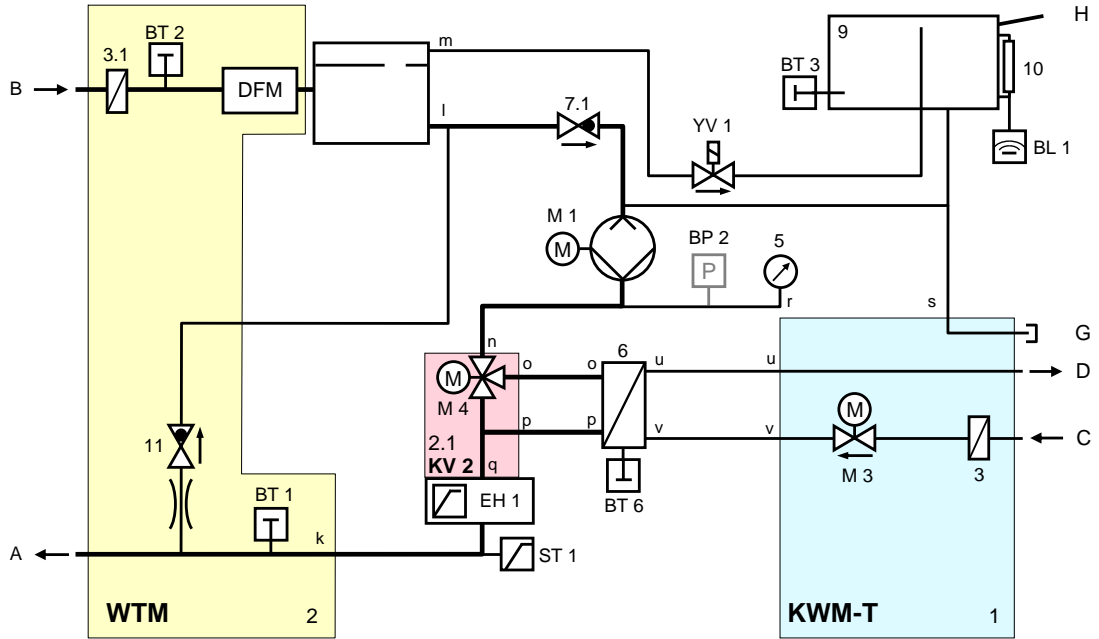 H
BT 2
9
3.1
m
BT 3
10
B
DFM
7.1
l
YV 1
BL 1
M 1
M
BP 2
5
P
r
s
G
n
6
o
o
u
u
D
M
M 4
M
p
p
v
v
C
11
2.1
KV 2
q
M 3
3
BT 1
EH 1
BT 6
k
A
ST 1
WTM
2
KWM-T
1